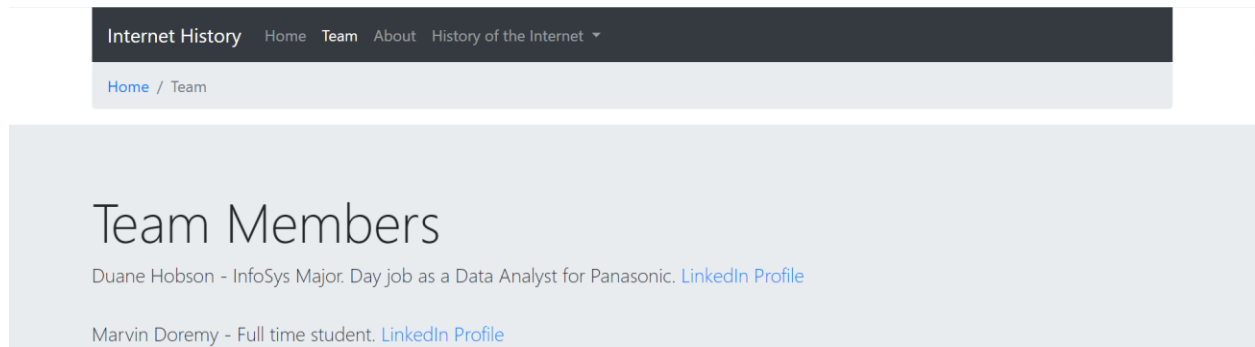 Internet History Home Team About History of the Internet
Home / Team
Team Members
Duane Hobson - InfoSys Major. Day job as a Data Analyst for Panasonic. LinkedIn Profile
Marvin Doremy - Full time student. LinkedIn Profile